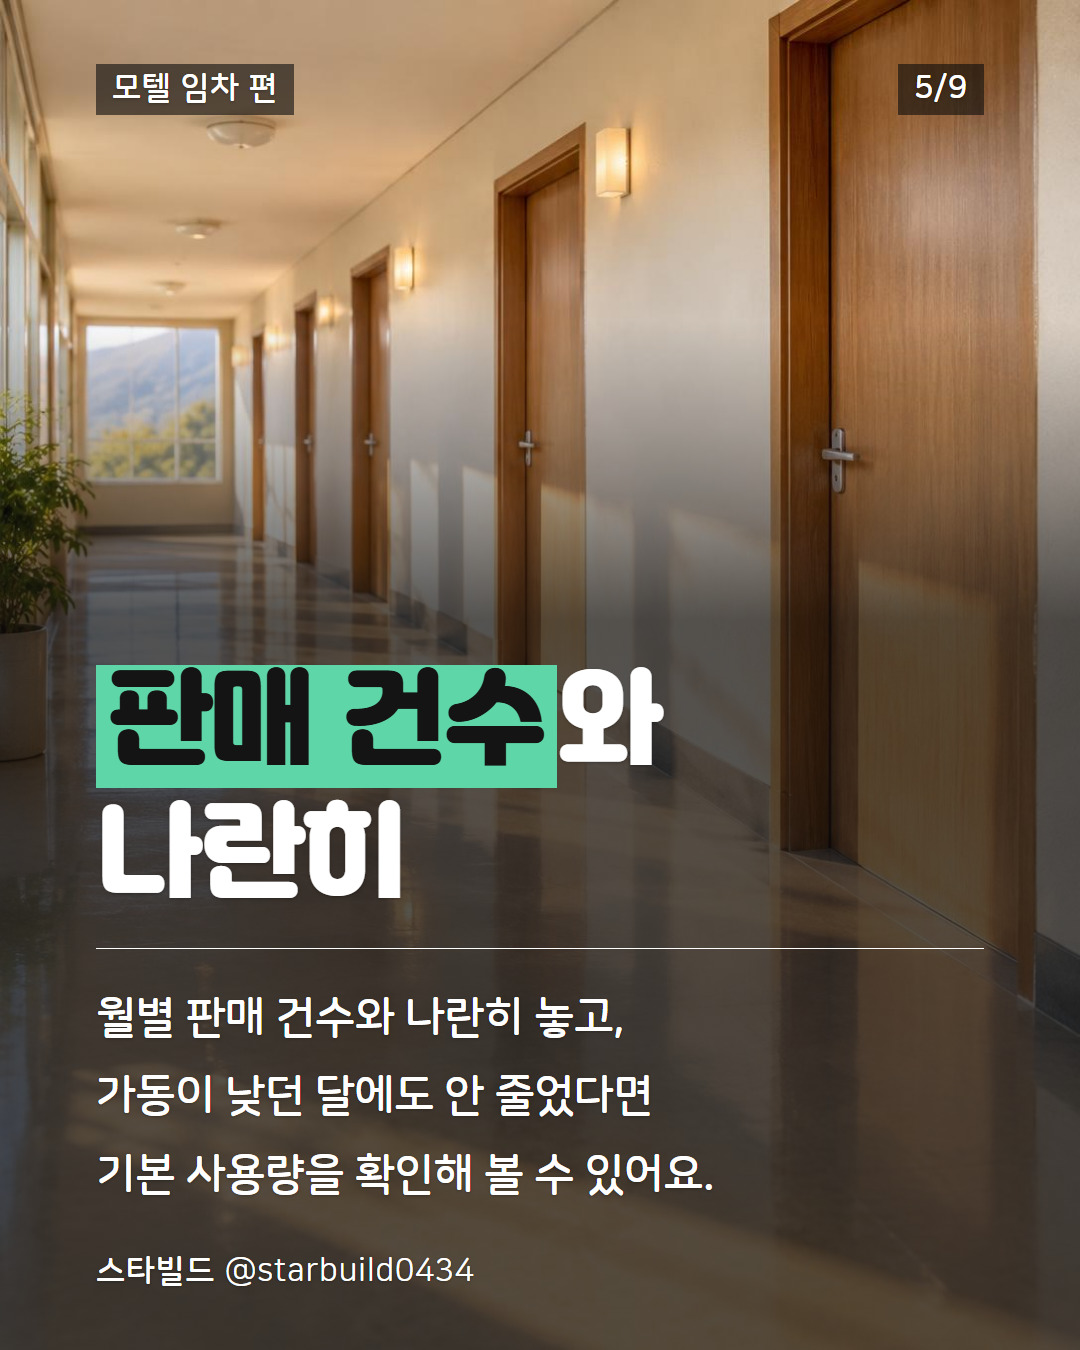 모텔 임차 편
5/9
판매 건수와
나란히
월별 판매 건수와 나란히 놓고,
가동이 낮던 달에도 안 줄었다면
기본 사용량을 확인해 볼 수 있어요.
스타빌드 @starbuild0434